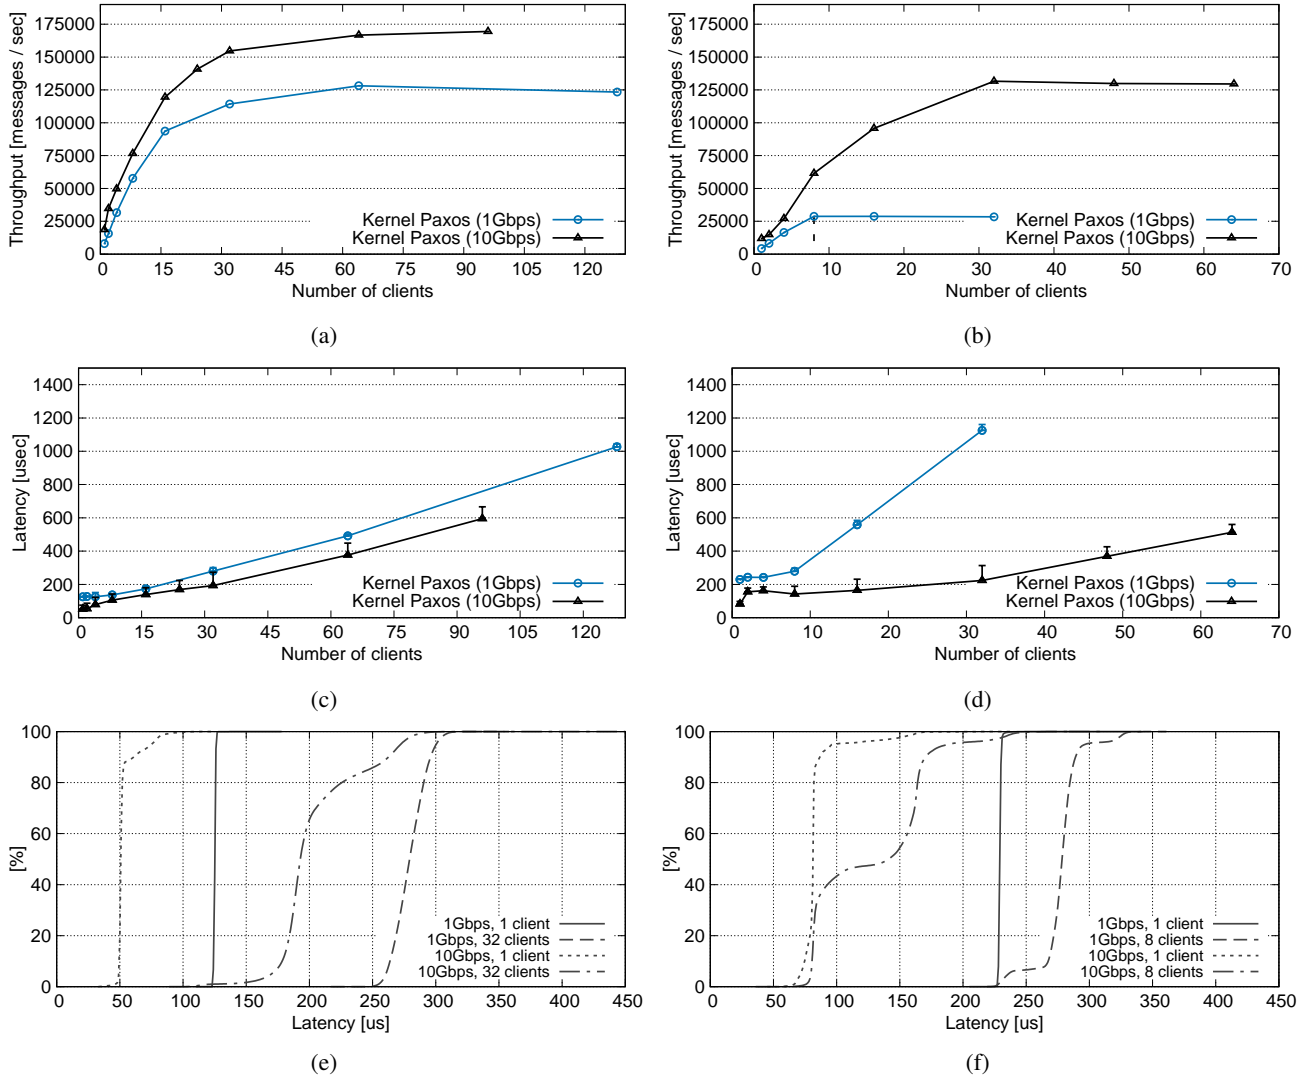 175000
150000
125000
100000
75000
50000
25000
0
Throughput [messages / sec]
Kernel Paxos (1Gbps)
Kernel Paxos (10Gbps)
0 15 30 45 60 75 90 105 120
Number of clients
(a)
175000
150000
125000
100000
75000
50000
25000
0
Throughput [messages / sec]
Kernel Paxos (1Gbps)
Kernel Paxos (10Gbps)
0 10 20 30 40 50 60 70
Number of clients
(b)
1400
1200
1000
800
600
400
200
0
Latency [usec]
Kernel Paxos (1Gbps)
Kernel Paxos (10Gbps)
0 15 30 45 60 75 90 105 120
Number of clients
(c)
1400
1200
1000
800
600
400
200
0
Latency [usec]
Kernel Paxos (1Gbps)
Kernel Paxos (10Gbps)
0 10 20 30 40 50 60 70
Number of clients
(d)
100
80
60
40
20
0
[%]
1Gbps, 1 client
1Gbps, 32 clients
10Gbps, 1 client
10Gbps, 32 clients
0 50 100 150 200 250 300 350 400 450
Latency [us]
(e)
100
80
60
40
20
0
[%]
1Gbps, 1 client
1Gbps, 8 clients
10Gbps, 1 client
10Gbps, 8 clients
0 50 100 150 200 250 300 350 400 450
Latency [us]
(f)